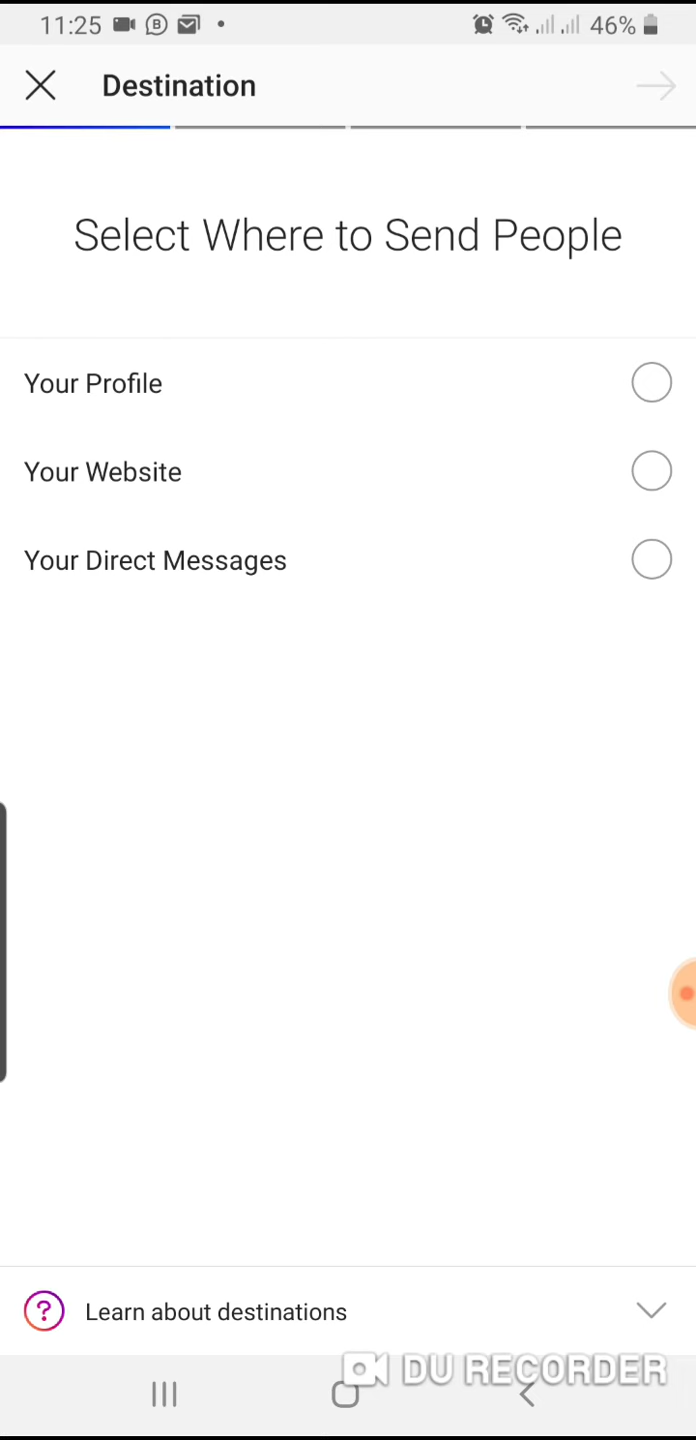 11:25 46%
Destination
Select Where to Send People
Your Profile
Your Website
Your Direct Messages
? Learn about destinations
DU RECORDER